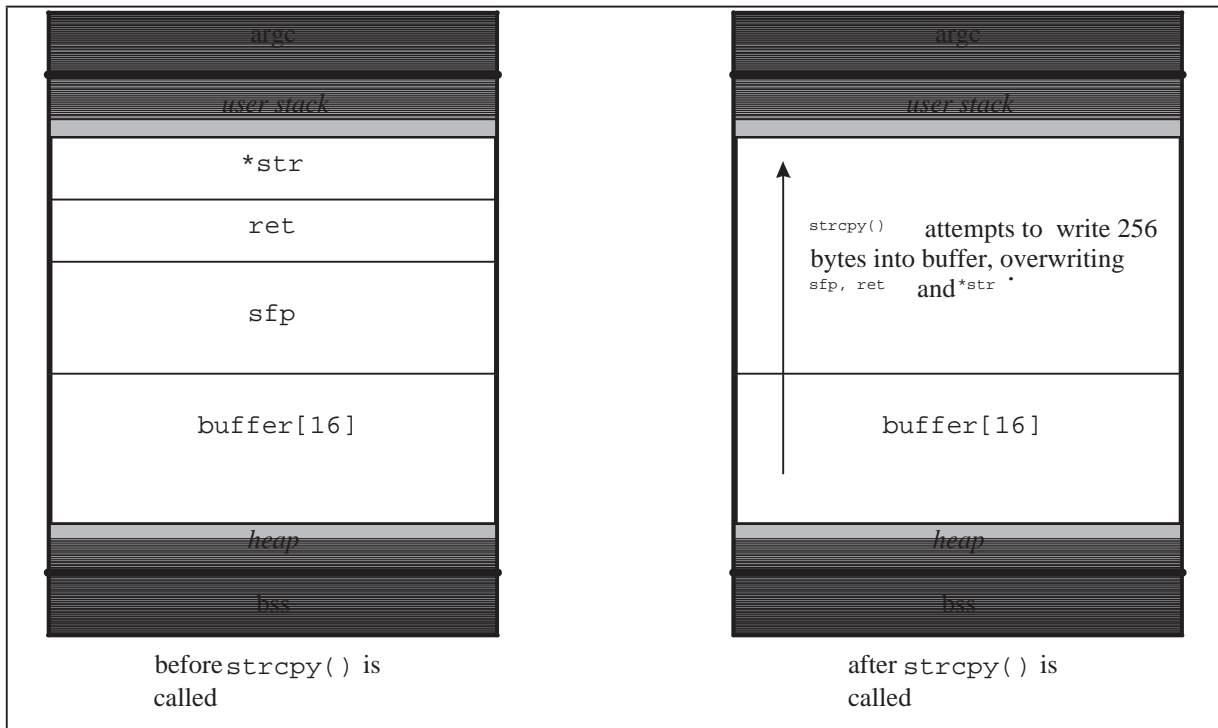 argc
user stack
*str
ret
sfp
buffer[16]
heap
bss
before strcpy() is
called
argc
user stack
strcpy() attempts to write 256
bytes into buffer, overwriting
sfp, ret and *str .
buffer[16]
heap
bss
after strcpy() is
called